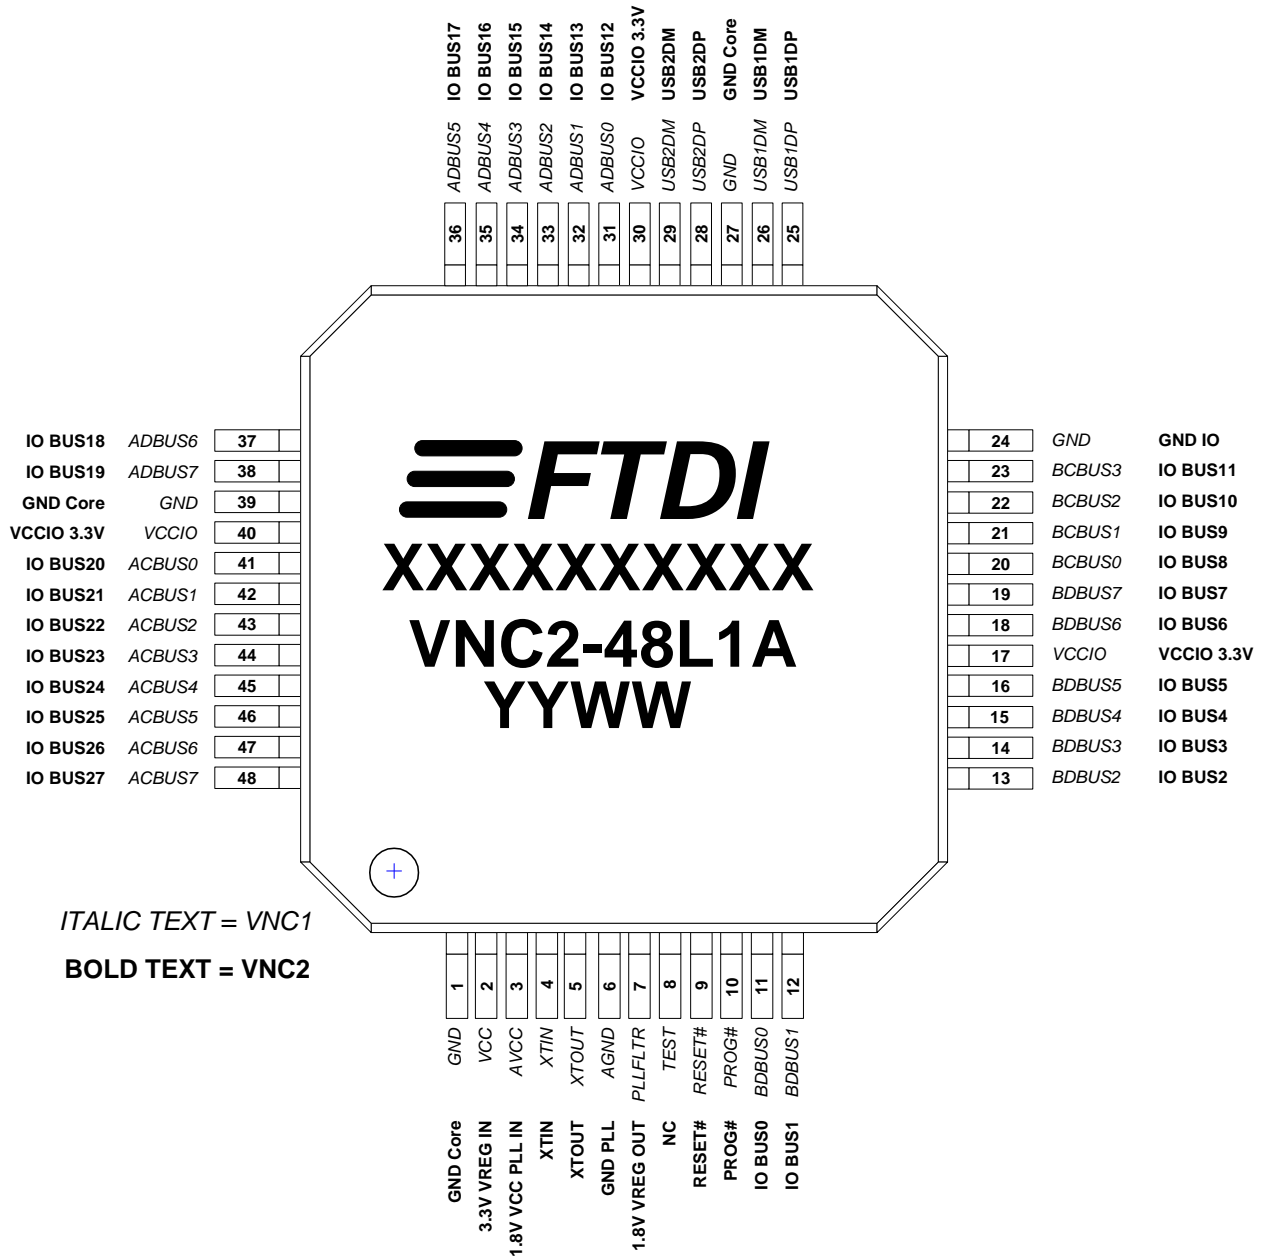 IO BUS17
IO BUS16
IO BUS15
IO BUS14
IO BUS13
IO BUS12
VCCIO 3.3V
USB2DM
USB2DP
GND Core
USB1DM
USB1DP
ADBUS5
ADBUS4
ADBUS3
ADBUS2
ADBUS1
ADBUS0
VCCIO
USB2DM
USB2DP
GND
USB1DM
USB1DP
36
35
34
33
32
31
30
29
28
27
26
25
IO BUS18 ADBUS6 37
IO BUS19 ADBUS7 38
GND Core GND 39
VCCIO 3.3V VCCIO 40
IO BUS20 ACBUS0 41
IO BUS21 ACBUS1 42
IO BUS22 ACBUS2 43
IO BUS23 ACBUS3 44
IO BUS24 ACBUS4 45
IO BUS25 ACBUS5 46
IO BUS26 ACBUS6 47
IO BUS27 ACBUS7 48
FTDI
XXXXXXXXXX
VNC2-48L1A
YYWW
24 GND GND IO
23 BCBUS3 IO BUS11
22 BCBUS2 IO BUS10
21 BCBUS1 IO BUS9
20 BCBUS0 IO BUS8
19 BDBUS7 IO BUS7
18 BDBUS6 IO BUS6
17 VCCIO VCCIO 3.3V
16 BDBUS5 IO BUS5
15 BDBUS4 IO BUS4
14 BDBUS3 IO BUS3
13 BDBUS2 IO BUS2
ITALIC TEXT = VNC1
BOLD TEXT = VNC2
1
2
3
4
5
6
7
8
9
10
11
12
GND
VCC
AVCC
XTIN
XTOUT
AGND
PLLFLTR
TEST
RESET#
PROG#
BDBUS0
BDBUS1
GND Core
3.3V VREG IN
1.8V VCC PLL IN
XTIN
XTOUT
GND PLL
1.8V VREG OUT
NC
RESET#
PROG#
IO BUS0
IO BUS1